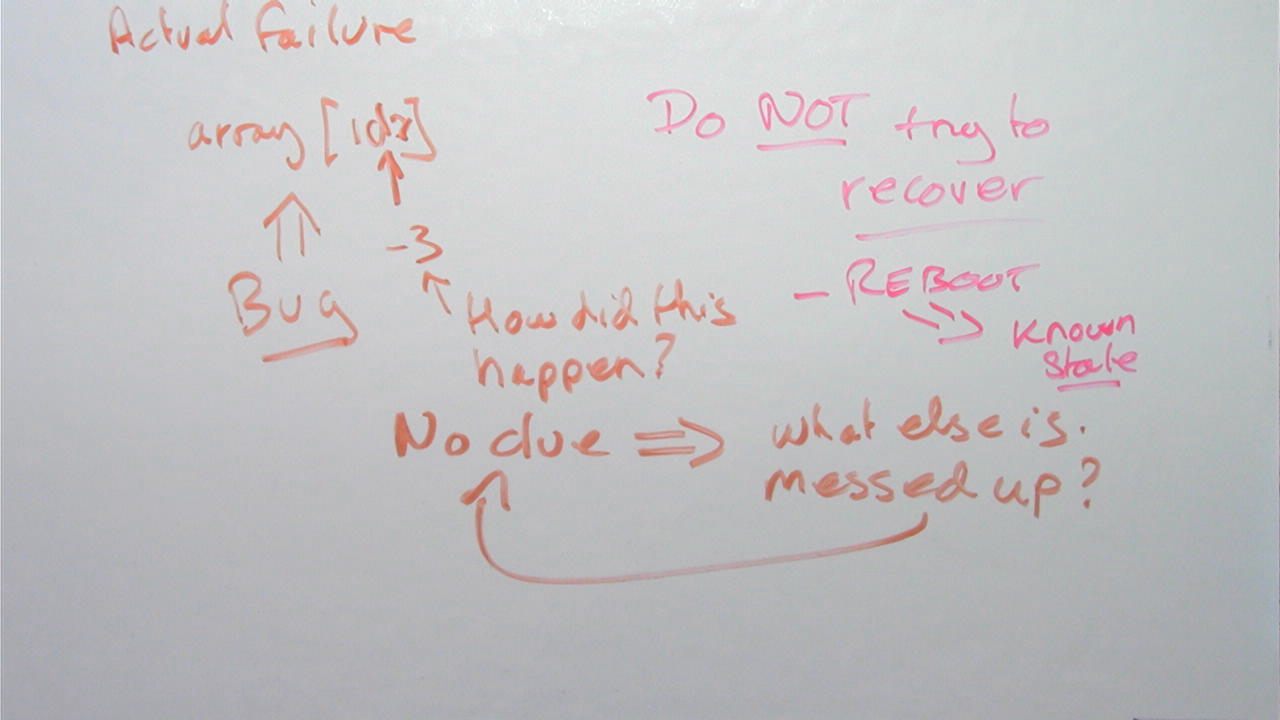 Actual failure
array [idx]
-3
Bug
How did this
happen?
No clue ⇒ what else is.
messed up?
Do NOT try to
recover
- REBOOT
Known
State